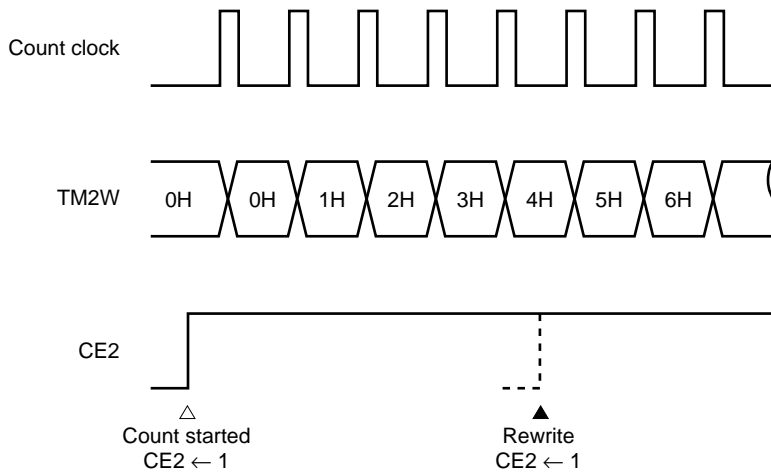 Count clock
TM2W
0H 0H 1H 2H 3H 4H 5H 6H
CE2
Count started
CE2 ← 1
Rewrite
CE2 ← 1